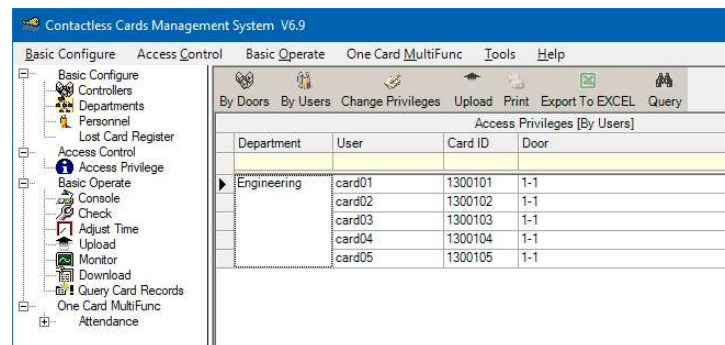 Contactless Cards Management System V6.9
Basic Configure Access Control Basic Operate One Card MultiFunc Tools Help
Basic Configure
Controllers
Departments
Personnel
Lost Card Register
Access Control
Access Privilege
Basic Operate
Console
Check
Adjust Time
Upload
Monitor
Download
Query Card Records
One Card MultiFunc
Attendance
By Doors By Users Change Privileges Upload Print Export To EXCEL Query
Access Privileges [By Users]
Department User Card ID Door
Engineering card01 1300101 1-1
card02 1300102 1-1
card03 1300103 1-1
card04 1300104 1-1
card05 1300105 1-1